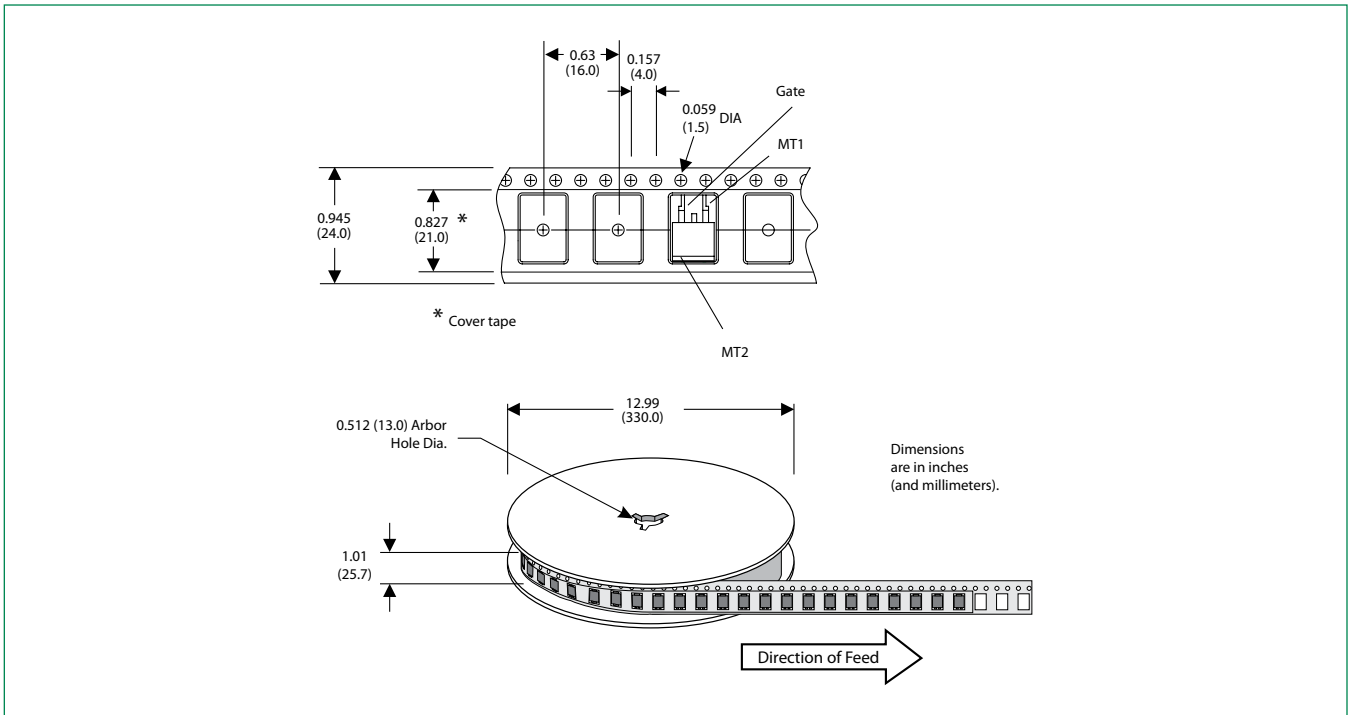 0.63
(16.0)
0.157
(4.0)
Gate
0.059
(1.5) DIA
MT1
0.945
(24.0)
0.827 *
(21.0)
* Cover tape
MT2
12.99
(330.0)
0.512 (13.0) Arbor
Hole Dia.
Dimensions
are in inches
(and millimeters).
1.01
(25.7)
Direction of Feed